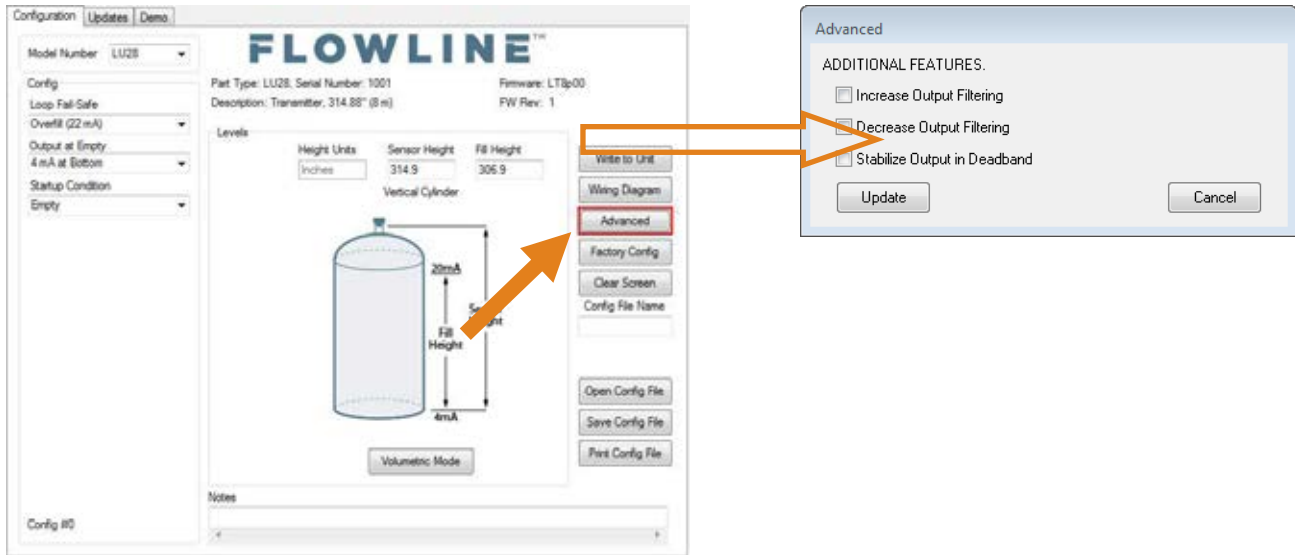 Configuration Updates Demo
Model Number LU28
Config
Loop Fail-Safe
Overfill (22 mA)
Output at Empty
4 mA at Bottom
Startup Condition
Empty
Config #0
FLOWLINE™
Part Type: LU28; Serial Number: 1001 Firmware: LT8p00
Description: Transmitter, 314.88" (8 m) FW Rev: 1
Levels
Height Units Sensor Height Fill Height
Inches 314.9 306.9
Vertical Cylinder
20mA
Fill
Height
4mA
Volumetric Mode
Notes
Write to Unit
Wiring Diagram
Advanced
Factory Config
Clear Screen
Config File Name
Open Config File
Save Config File
Print Config File
Advanced
ADDITIONAL FEATURES.
Increase Output Filtering
Decrease Output Filtering
Stabilize Output in Deadband
Update Cancel